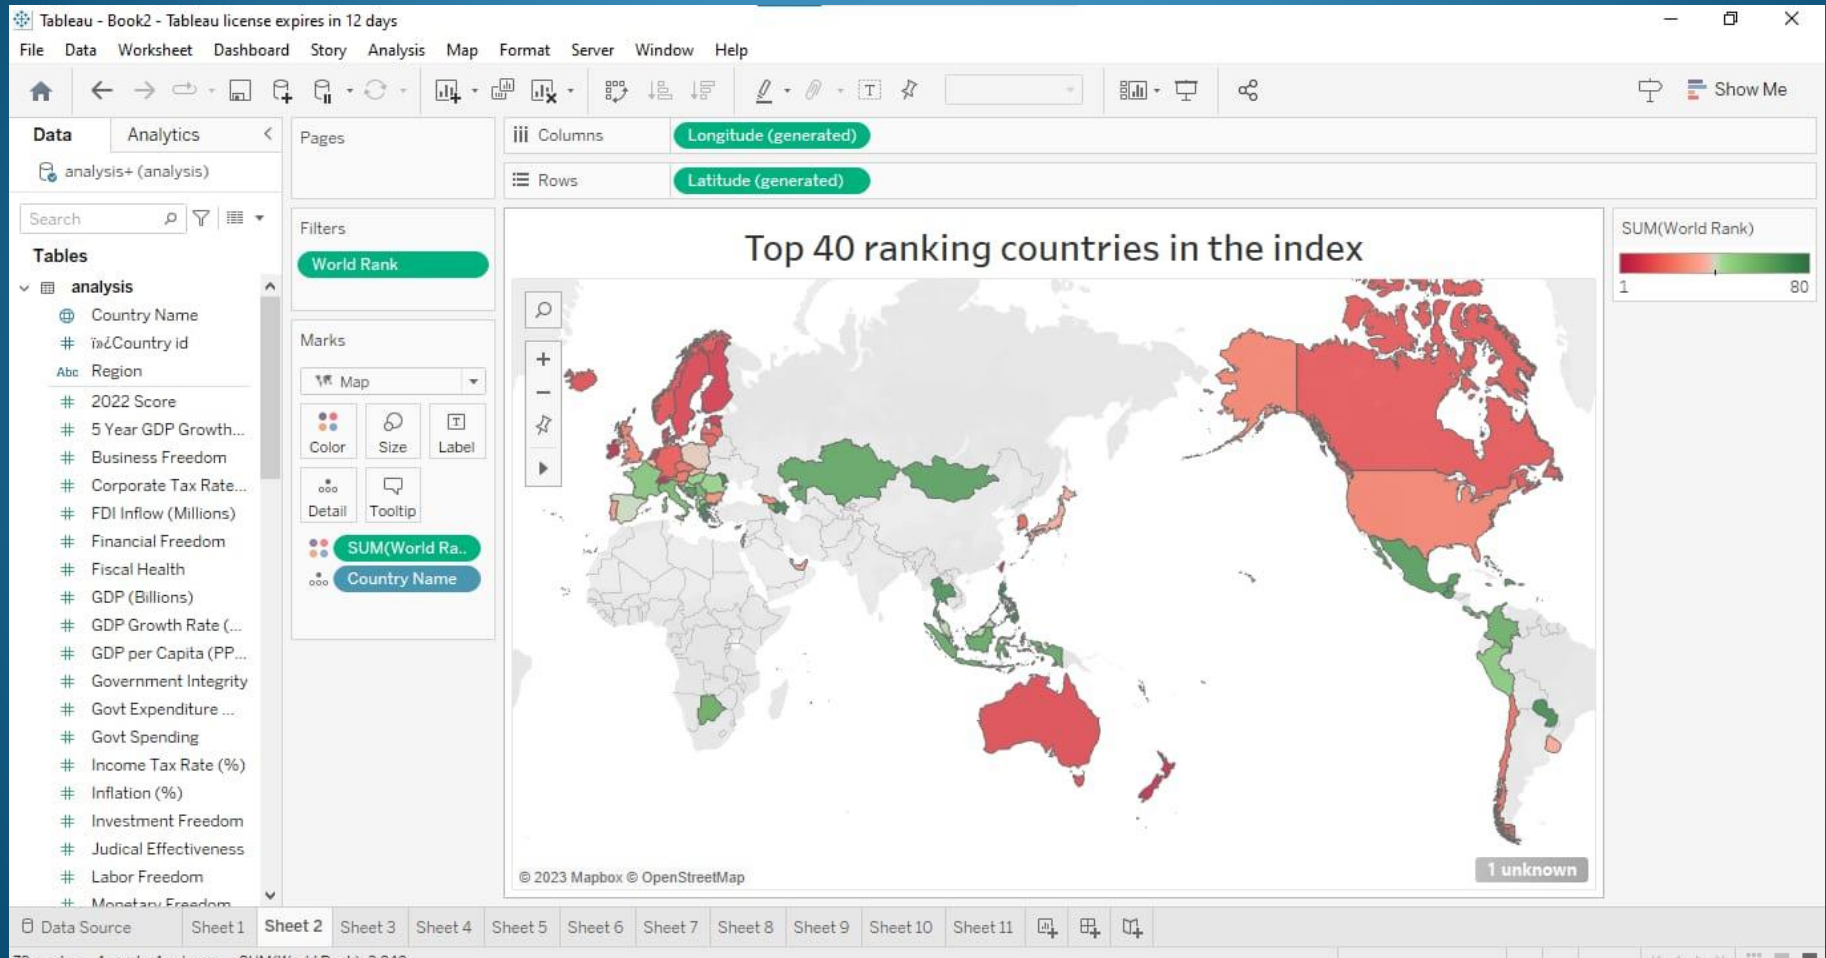 Tableau - Book2 - Tableau license expires in 12 days
File Data Worksheet Dashboard Story Analysis Map Format Server Window Help
Show Me
Data Analytics
analysis+ (analysis)
Search
Tables
analysis
Country Name
ï»¿Country id
Abc Region
2022 Score
5 Year GDP Growth...
Business Freedom
Corporate Tax Rate...
FDI Inflow (Millions)
Financial Freedom
Fiscal Health
GDP (Billions)
GDP Growth Rate (...
GDP per Capita (PP...
Government Integrity
Govt Expenditure ...
Govt Spending
Income Tax Rate (%)
Inflation (%)
Investment Freedom
Judical Effectiveness
Labor Freedom
Monetary Freedom
Pages
Filters
World Rank
Marks
Map
Color Size Label
Detail Tooltip
SUM(World Ra..
Country Name
Columns Longitude (generated)
Rows Latitude (generated)
Top 40 ranking countries in the index
© 2023 Mapbox © OpenStreetMap
1 unknown
SUM(World Rank)
1 80
Data Source Sheet 1 Sheet 2 Sheet 3 Sheet 4 Sheet 5 Sheet 6 Sheet 7 Sheet 8 Sheet 9 Sheet 10 Sheet 11